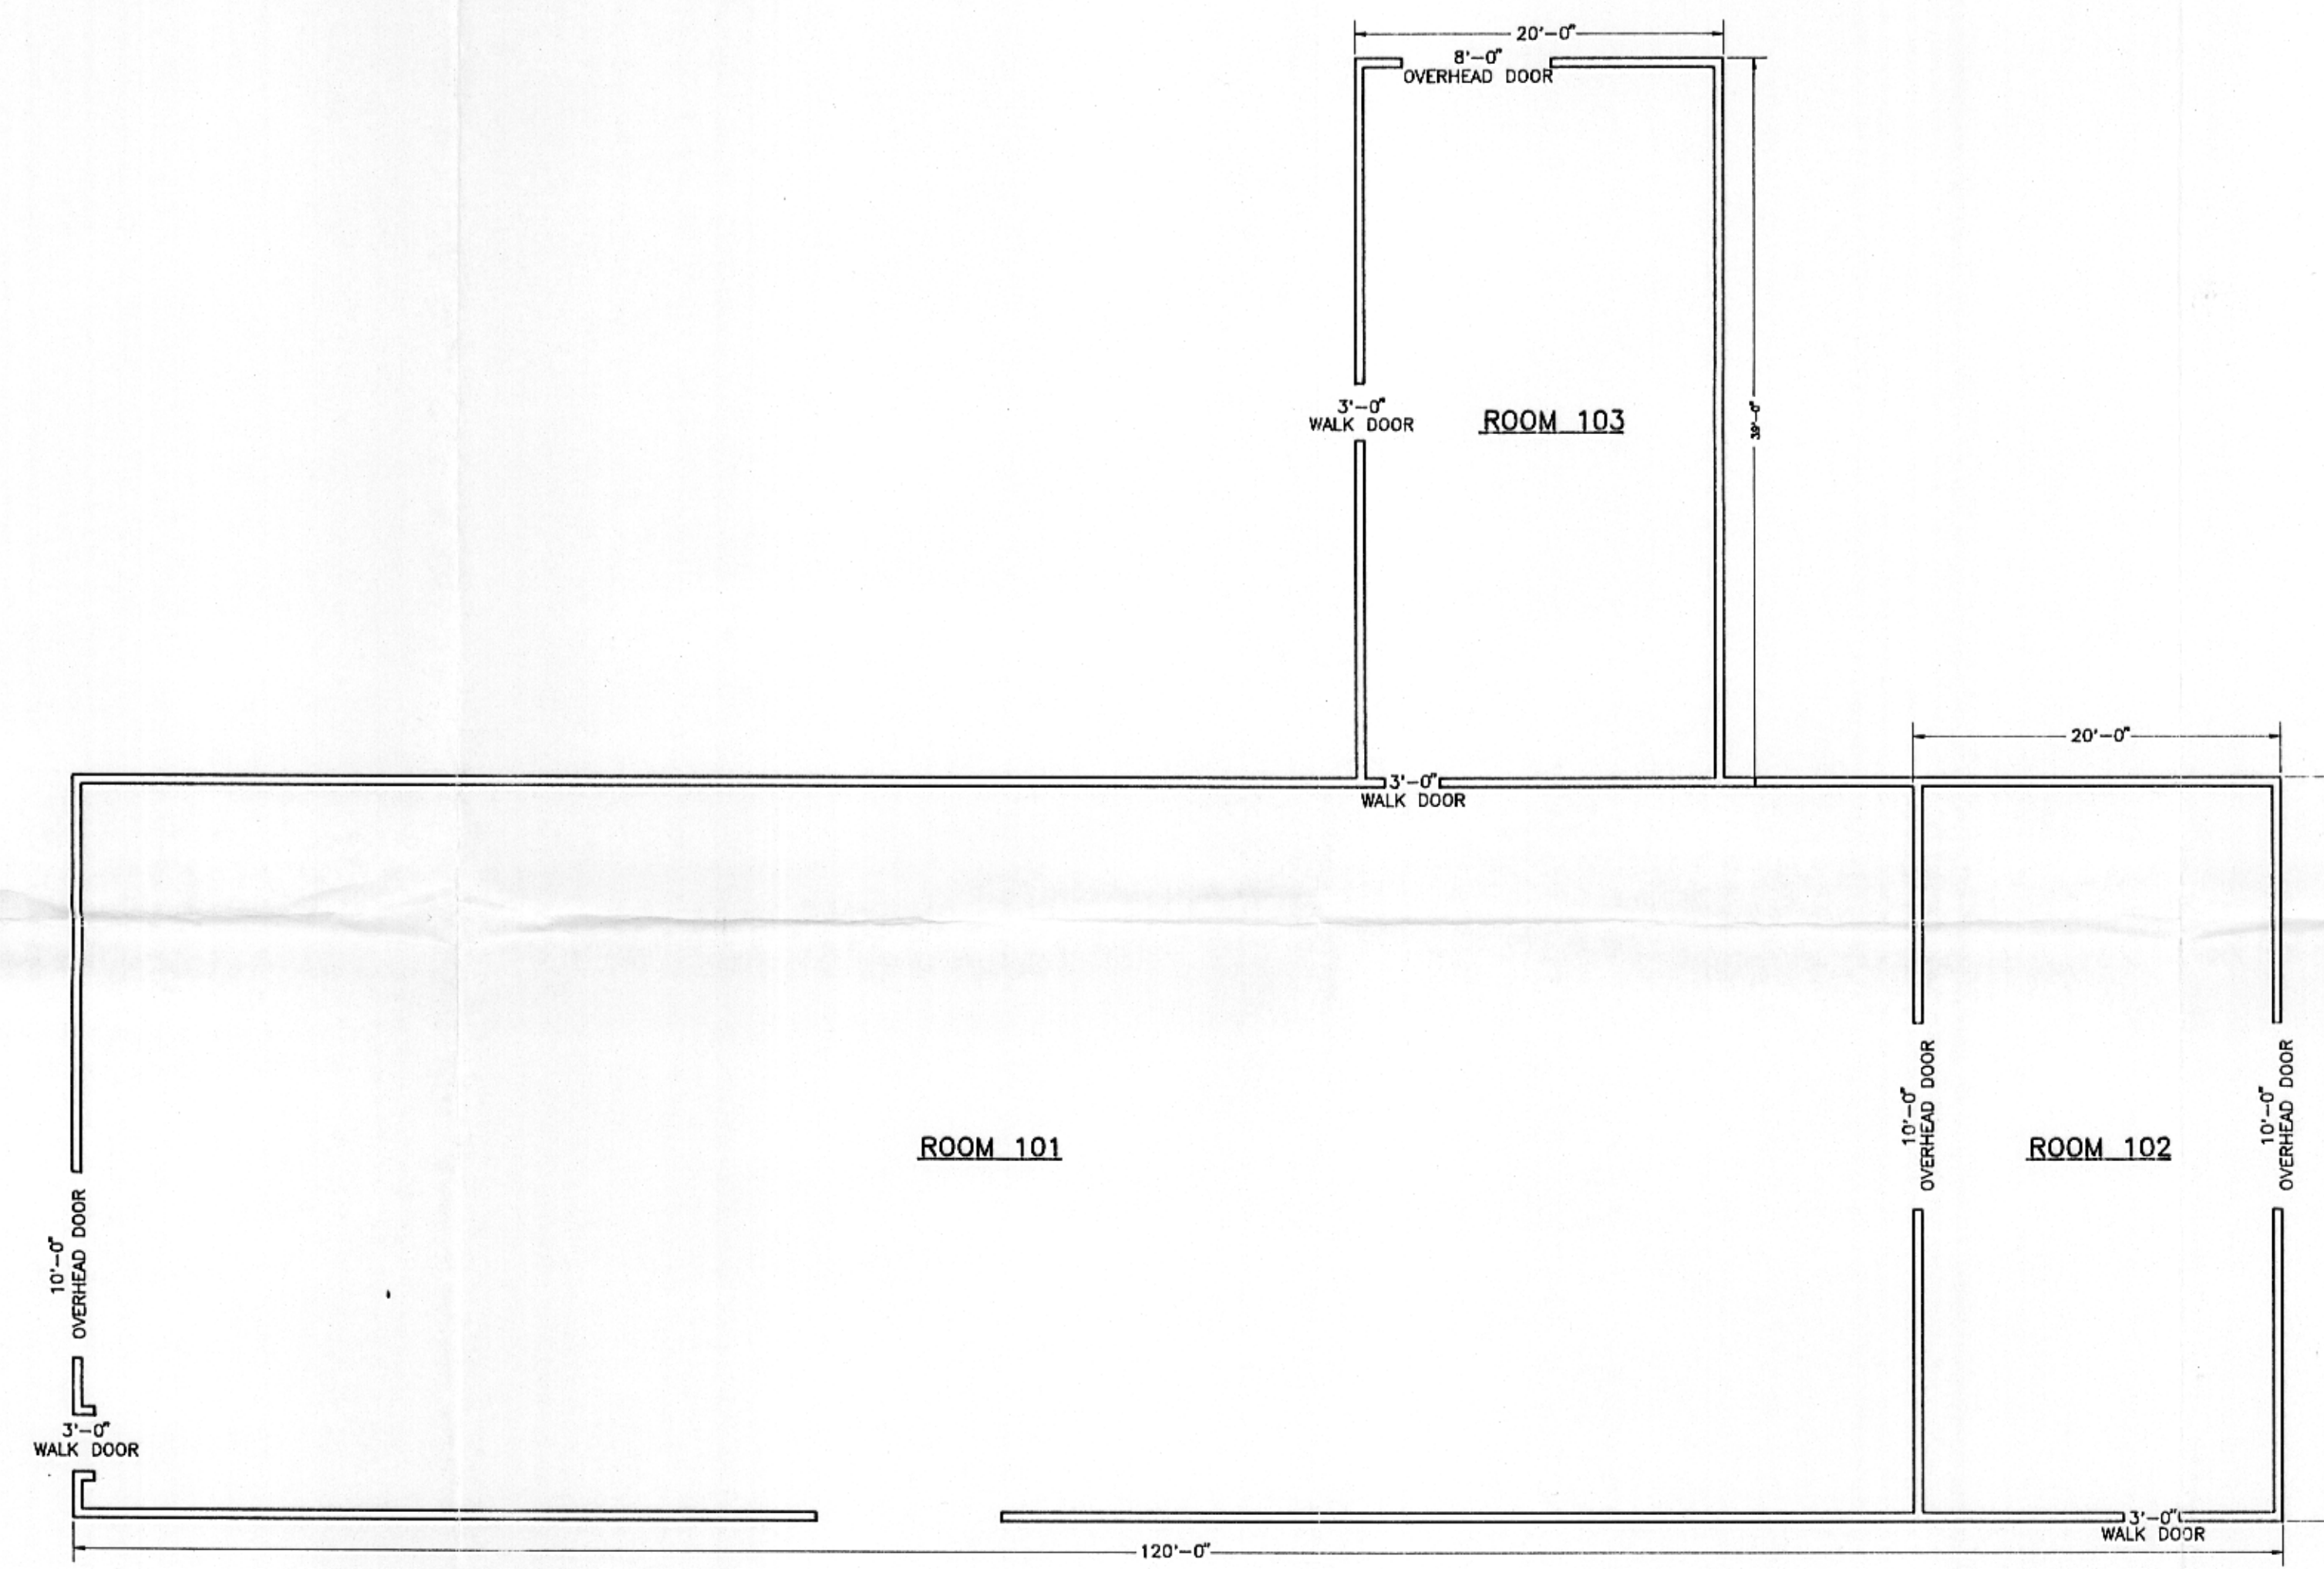 20'-0"
8'-0"
OVERHEAD DOOR
3'-0"
WALK DOOR
ROOM 103
39'-0"
20'-0"
3'-0"
WALK DOOR
10'-0"
OVERHEAD DOOR
10'-0"
OVERHEAD DOOR
ROOM 101
ROOM 102
10'-0"
OVERHEAD DOOR
3'-0"
WALK DOOR
3'-0"
WALK DOOR
120'-0"